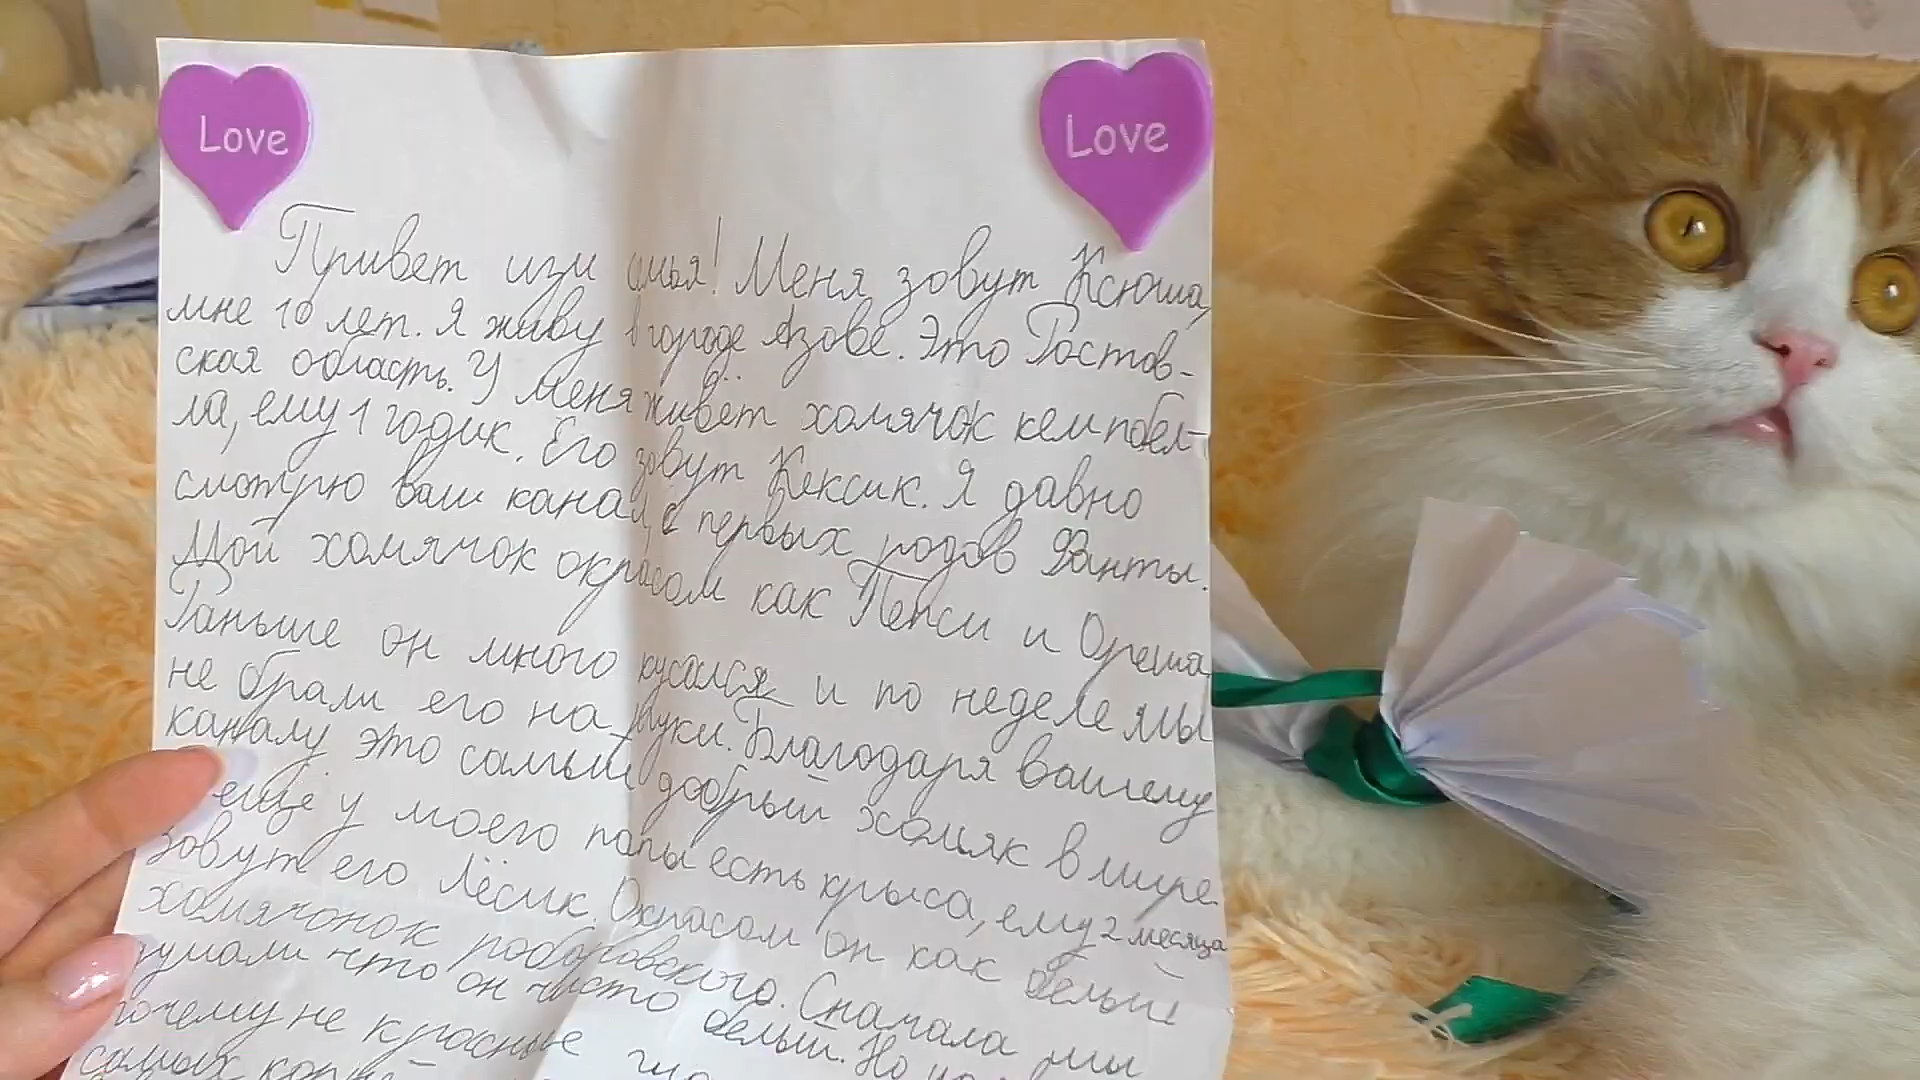 Love
Love
Привет изи семья! Меня зовут Ксюша,
мне 10 лет. Я живу в городе Азове. Это Ростов-
ская область. У меня живёт хомячок кемпбел-
ла, ему 1 годик. Его зовут Кексик. Я давно
смотрю ваш канал, с первых родов Фанты.
Мой хомячок окрасом как Пепси и Ореша,
Раньше он много кусался и по неделе мы
не брали его на руки. Благодаря вашему
каналу это самый добрый хомяк в мире.
ещё у моего папы есть крыса, ему 2 месяца
зовут его Лёсик. Окрасом он как белый
хомячонок роборовского. Сначала мы
думали что он чисто белый. Но
почему не красные
самых